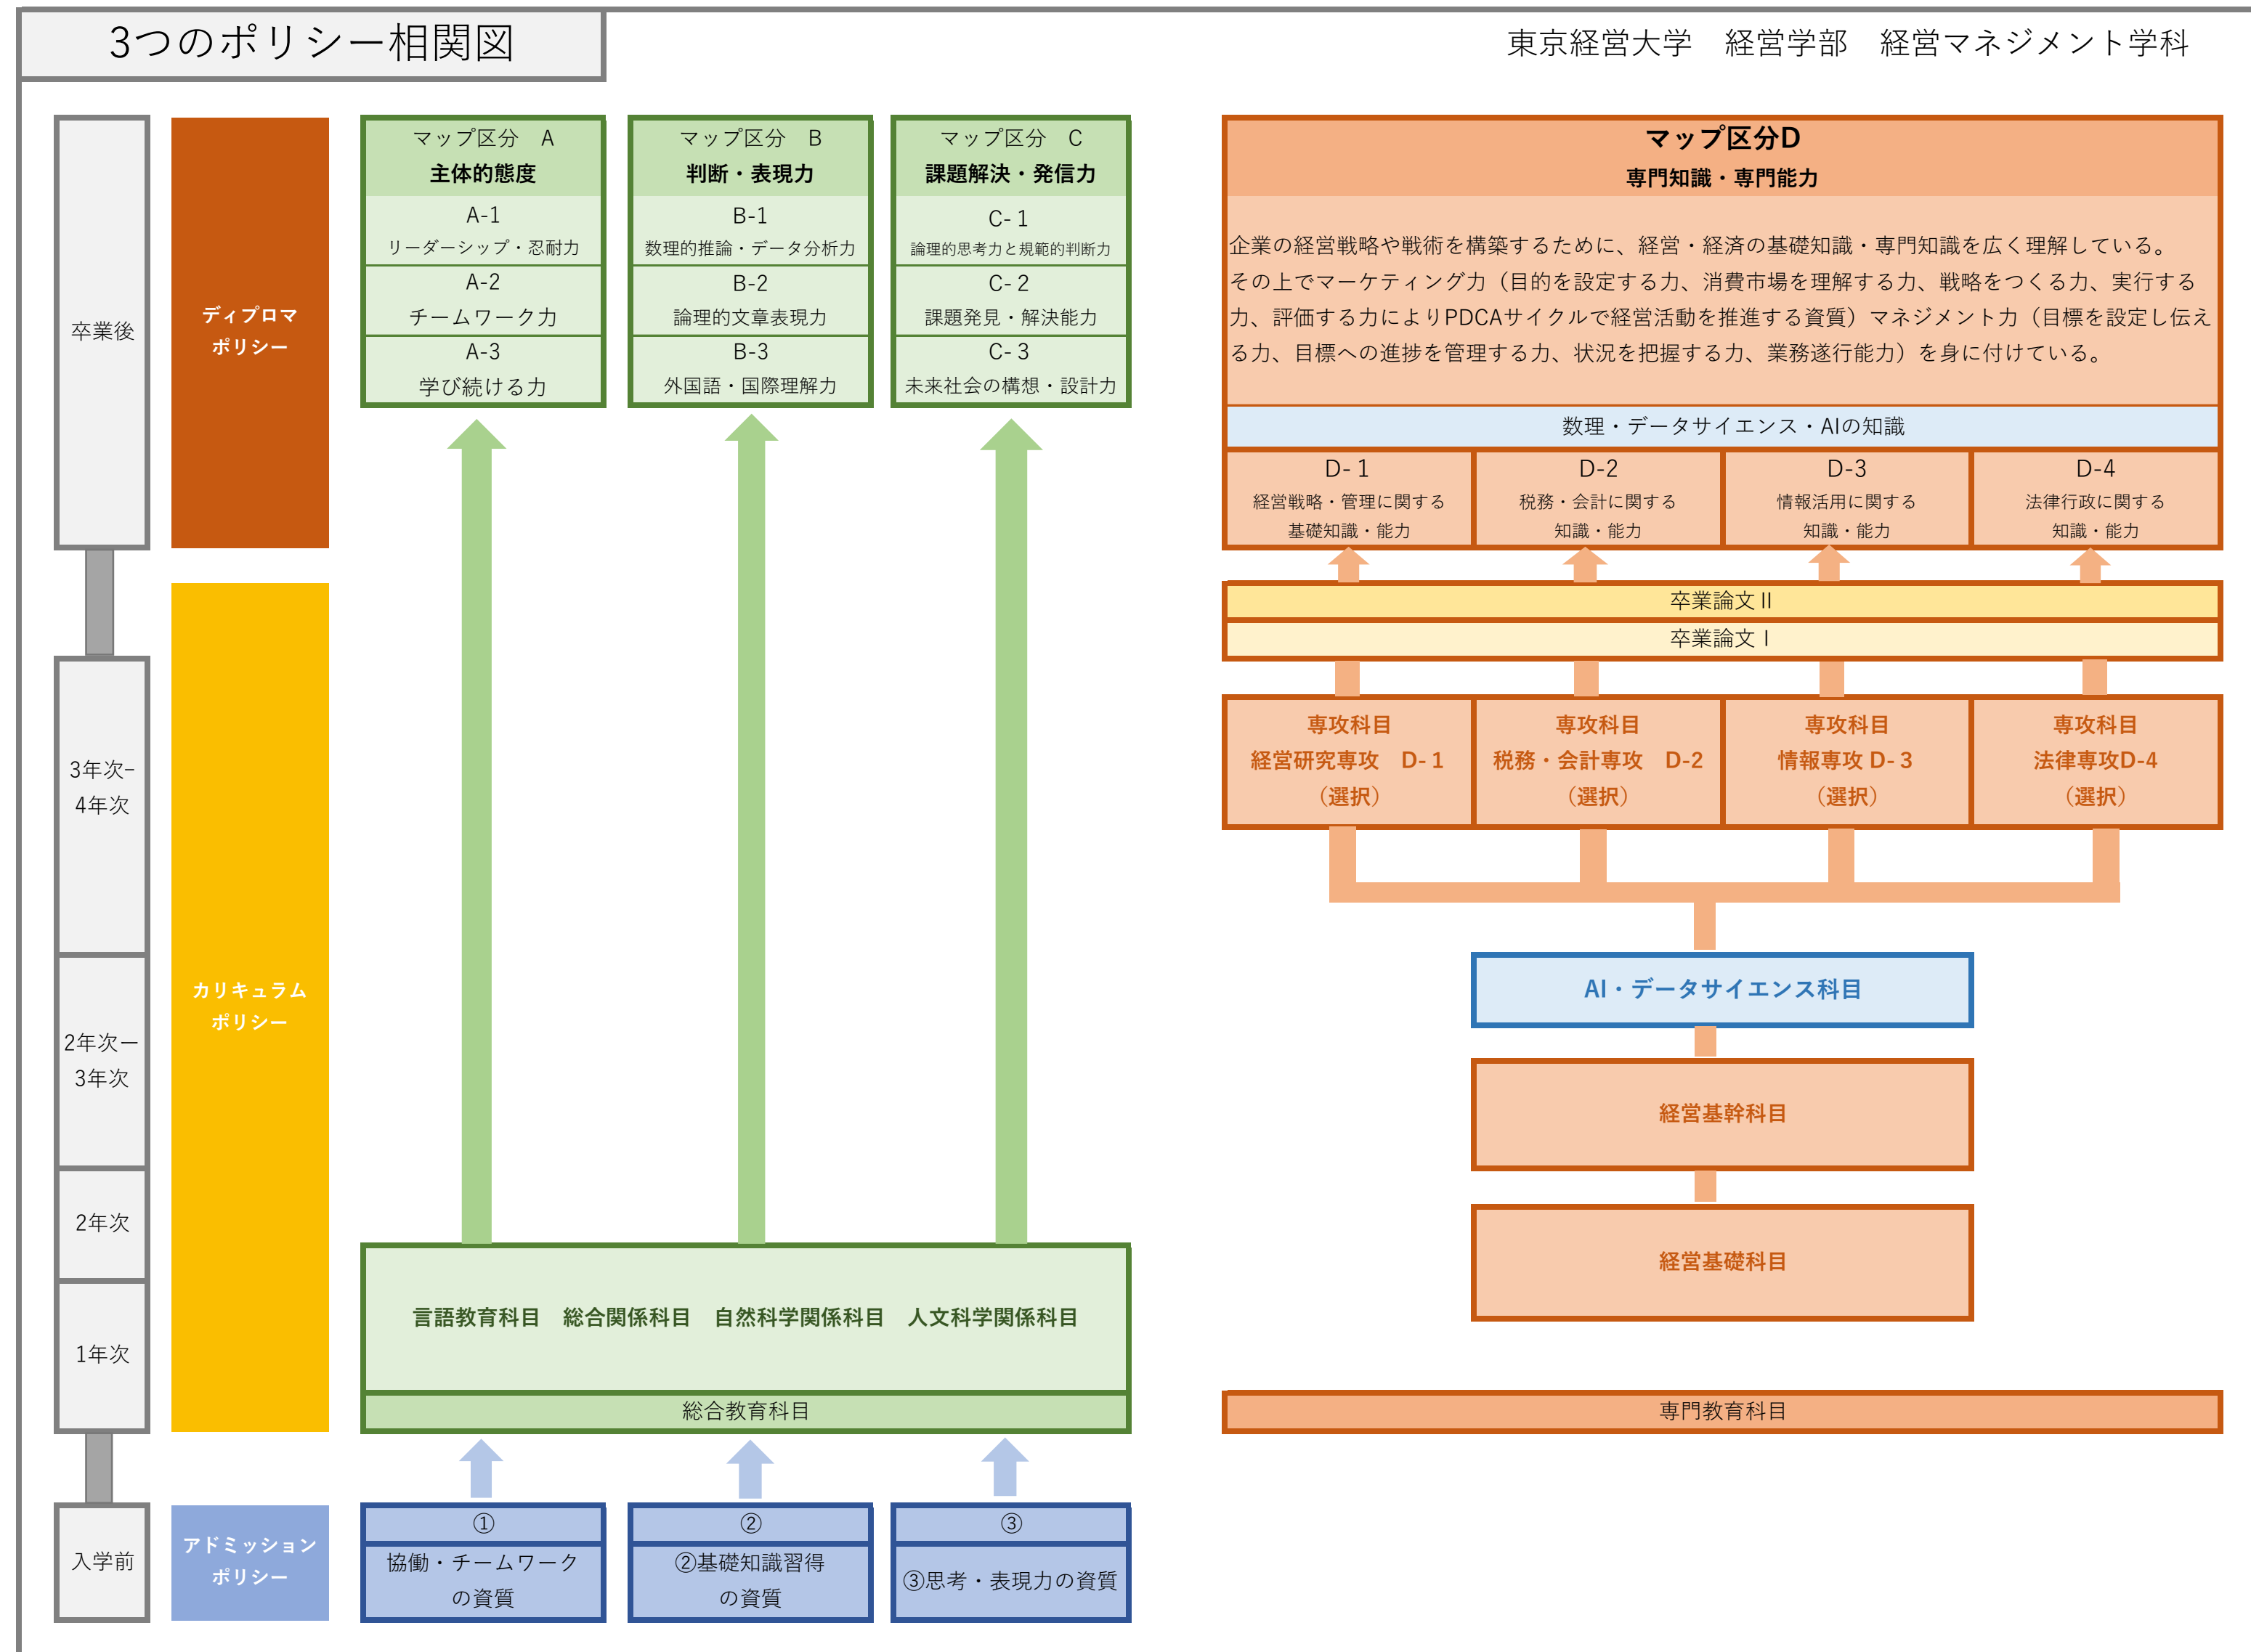 3つのポリシー相関図
東京経営大学　経営学部　経営マネジメント学科
卒業後
ディプロマ
ポリシー
マップ区分　A
主体的態度
A-1
リーダーシップ・忍耐力
A-2
チームワーク力
A-3
学び続ける力
マップ区分　B
判断・表現力
B-1
数理的推論・データ分析力
B-2
論理的文章表現力
B-3
外国語・国際理解力
マップ区分　C
課題解決・発信力
C-１
論理的思考力と規範的判断力
C-２
課題発見・解決能力
C-３
未来社会の構想・設計力
マップ区分D
専門知識・専門能力
企業の経営戦略や戦術を構築するために、経営・経済の基礎知識・専門知識を広く理解している。
その上でマーケティング力（目的を設定する力、消費市場を理解する力、戦略をつくる力、実行する
力、評価する力によりPDCAサイクルで経営活動を推進する資質）マネジメント力（目標を設定し伝え
る力、目標への進捗を管理する力、状況を把握する力、業務遂行能力）を身に付けている。
数理・データサイエンス・AIの知識
D-１
経営戦略・管理に関する
基礎知識・能力
D-2
税務・会計に関する
知識・能力
D-3
情報活用に関する
知識・能力
D-4
法律行政に関する
知識・能力
卒業論文Ⅱ
卒業論文Ⅰ
3年次-
4年次
専攻科目
経営研究専攻　D-１
（選択）
専攻科目
税務・会計専攻　D-2
（選択）
専攻科目
情報専攻 D-３
（選択）
専攻科目
法律専攻D-4
（選択）
カリキュラム
ポリシー
AI・データサイエンス科目
2年次ー
3年次
経営基幹科目
2年次
経営基礎科目
1年次
言語教育科目　総合関係科目　自然科学関係科目　人文科学関係科目
総合教育科目
専門教育科目
入学前
アドミッション
ポリシー
①
協働・チームワーク
の資質
②
②基礎知識習得
の資質
③
③思考・表現力の資質